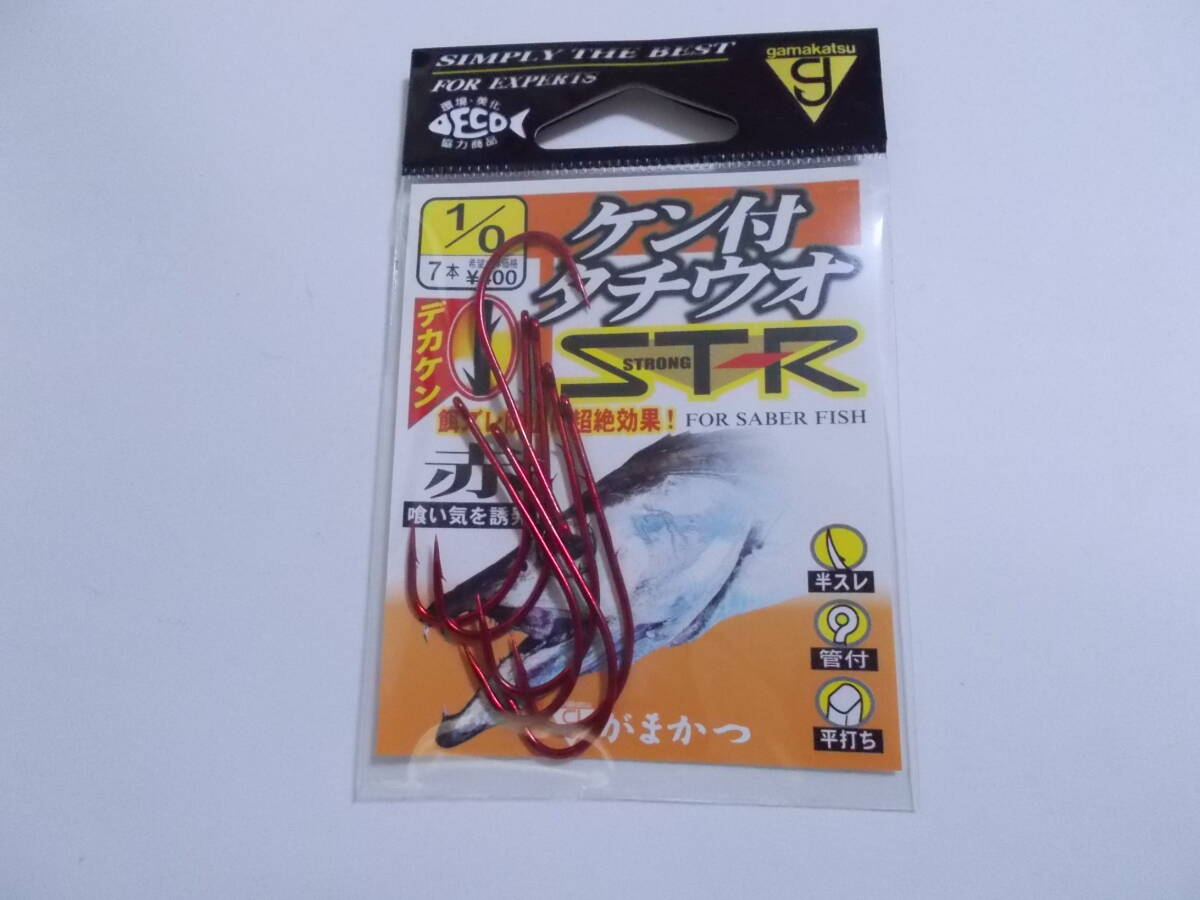 SIMPLY THE BEST
FOR EXPERTS
gamakatsu
環境・美化
DECO
協力商品
1/0
7本
ケン付
タチウオ
デカケン
STRONG
ST-R
超絶効果!
FOR SABER FISH
赤
喰い気を誘発
半スレ
管付
平打ち
がまかつ